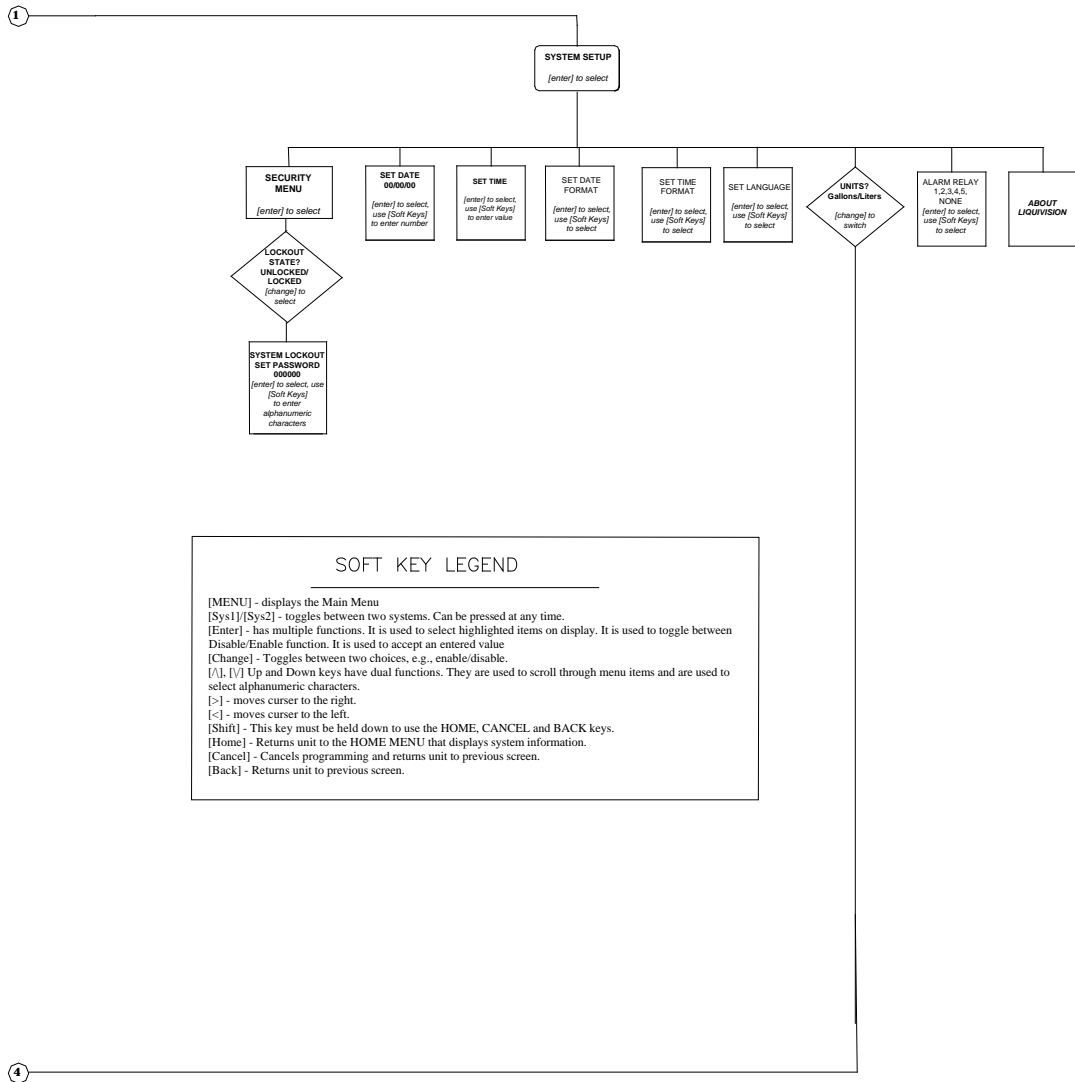 1
SYSTEM SETUP
[enter] to select
SECURITY
MENU
[enter] to select
LOCKOUT
STATE?
UNLOCKED/
LOCKED
[change] to
select
SYSTEM LOCKOUT
SET PASSWORD
000000
[enter] to select, use
[Soft Keys]
to enter
alphanumeric
characters
SET DATE
00/00/00
[enter] to select,
use [Soft Keys]
to enter number
SET TIME
[enter] to select,
use [Soft Keys]
to enter value
SET DATE
FORMAT
[enter] to select,
use [Soft Keys]
to select
SET TIME
FORMAT
[enter] to select,
use [Soft Keys]
to select
SET LANGUAGE
[enter] to select,
use [Soft Keys]
to select
UNITS?
Gallons/Liters
[change] to
switch
ALARM RELAY
1,2,3,4,5,
NONE
[enter] to select,
use [Soft Keys]
to select
ABOUT
LIQUIVISION
SOFT KEY LEGEND
[MENU] - displays the Main Menu
[Sys1]/[Sys2] - toggles between two systems. Can be pressed at any time.
[Enter] - has multiple functions. It is used to select highlighted items on display. It is used to toggle between
Disable/Enable function. It is used to accept an entered value
[Change] - Toggles between two choices, e.g., enable/disable.
[/\], [\/] Up and Down keys have dual functions. They are used to scroll through menu items and are used to
select alphanumeric characters.
[>] - moves curser to the right.
[<] - moves curser to the left.
[Shift] - This key must be held down to use the HOME, CANCEL and BACK keys.
[Home] - Returns unit to the HOME MENU that displays system information.
[Cancel] - Cancels programming and returns unit to previous screen.
[Back] - Returns unit to previous screen.
4